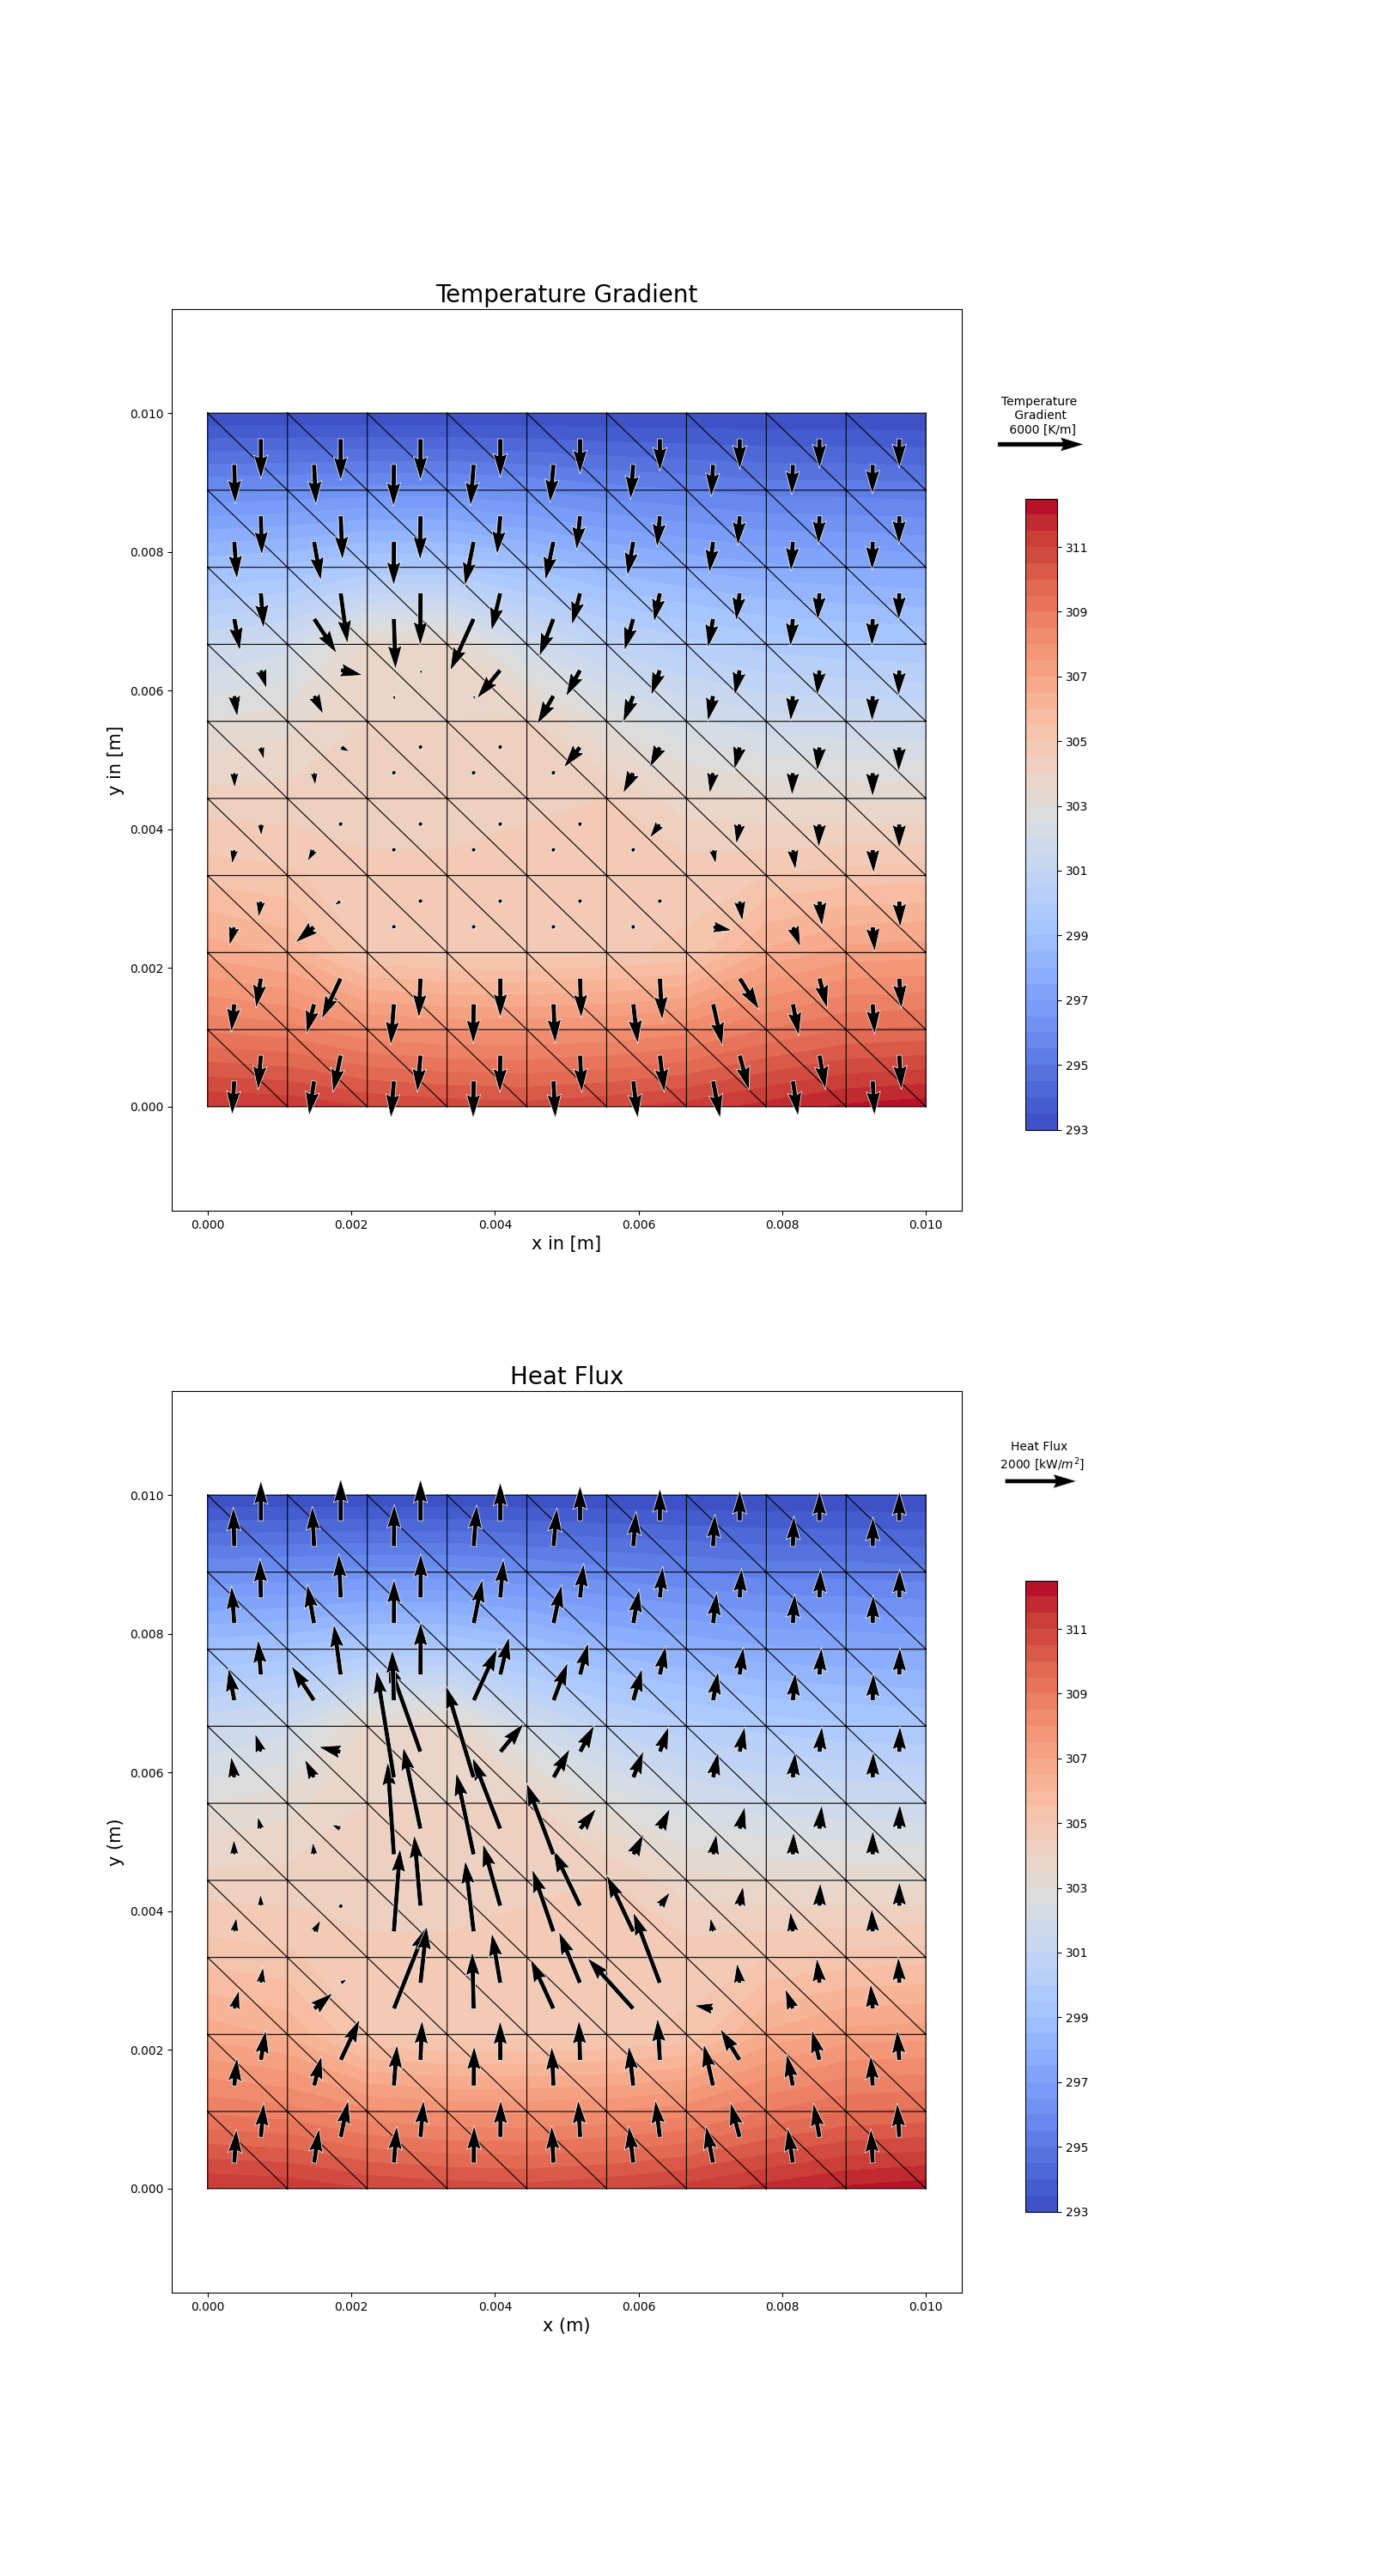 Temperature Gradient
0.010
0.008
0.006
0.004
0.002
0.000
y in [m]
0.000 0.002 0.004 0.006 0.008 0.010
x in [m]
Temperature
Gradient
6000 [K/m]
311
309
307
305
303
301
299
297
295
293
Heat Flux
0.010
0.008
0.006
0.004
0.002
0.000
y (m)
0.000 0.002 0.004 0.006 0.008 0.010
x (m)
Heat Flux
2000 [kW/m²]
311
309
307
305
303
301
299
297
295
293